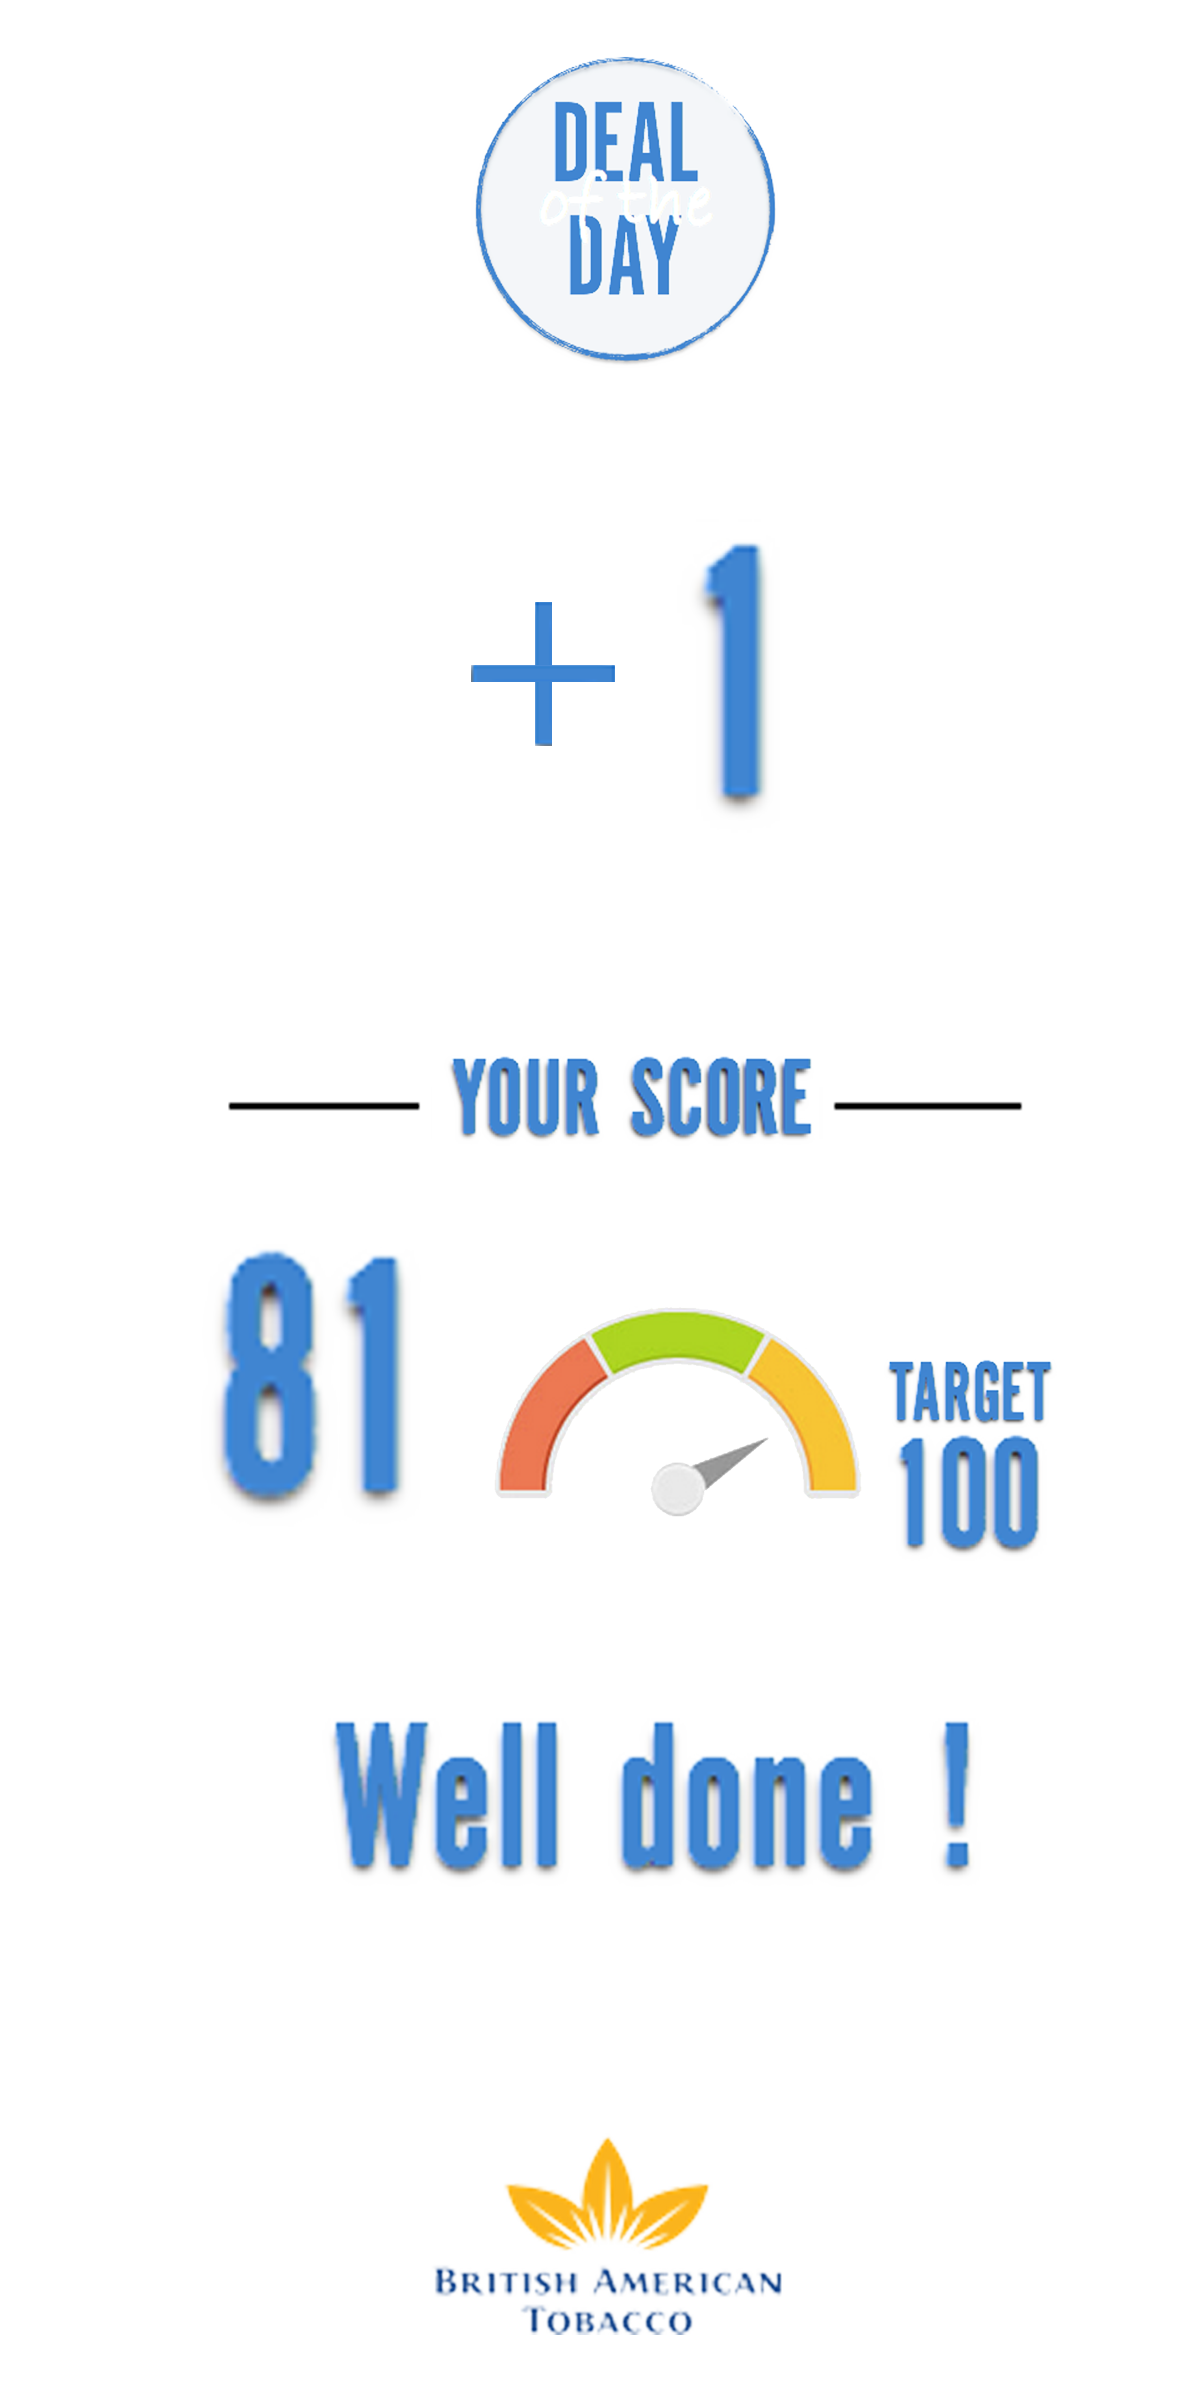 DEAL
of the
DAY
+ 1
YOUR SCORE
81
TARGET
100
Well done !
BRITISH AMERICAN
TOBACCO